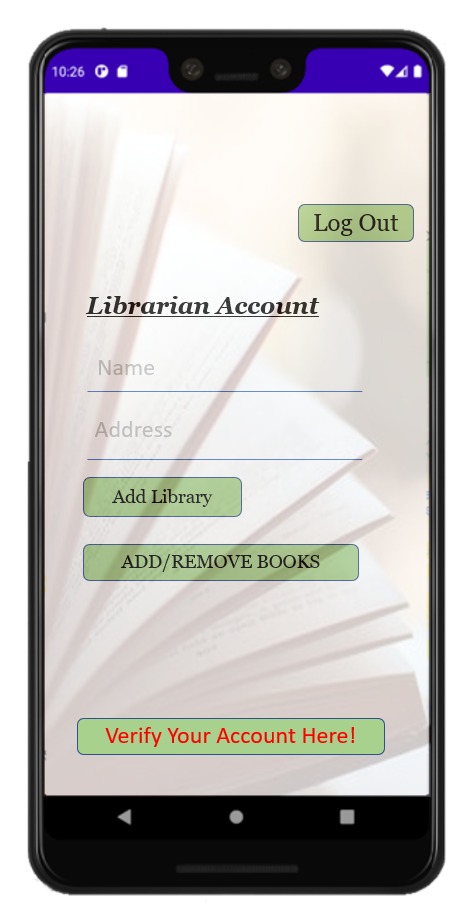 10:26
Log Out
Librarian Account
Name
Address
Add Library
ADD/REMOVE BOOKS
Verify Your Account Here!